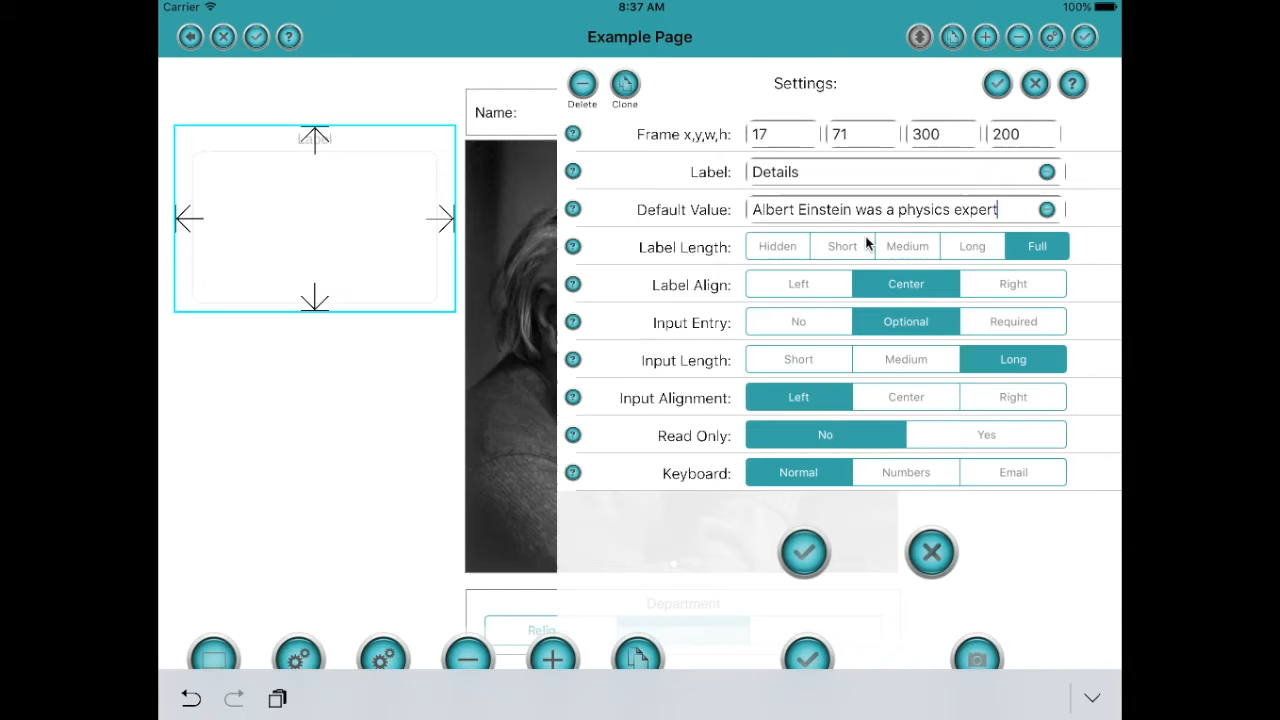 Carrier 8:37 AM 100%
Example Page
Delete Clone Settings:
Name:
Frame x,y,w,h: 17 71 300 200
Label: Details
Default Value: Albert Einstein was a physics expert
Label Length: Hidden Short Medium Long Full
Label Align: Left Center Right
Input Entry: No Optional Required
Input Length: Short Medium Long
Input Alignment: Left Center Right
Read Only: No Yes
Keyboard: Normal Numbers Email
Department
Relig